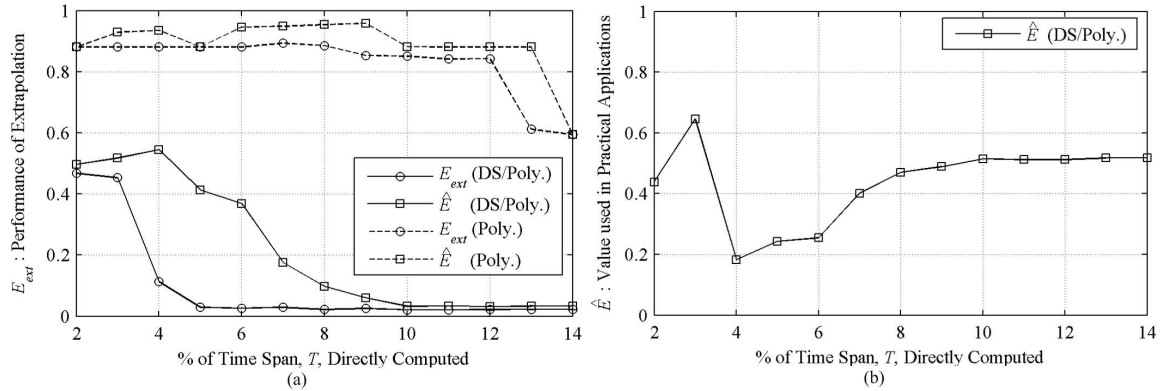 1
0.8
0.6
0.4
0.2
0
E_ext : Performance of Extrapolation
E_ext (DS/Poly.)
Ê (DS/Poly.)
E_ext (Poly.)
Ê (Poly.)
2 4 6 8 10 12 14
% of Time Span, T, Directly Computed
(a)
1
0.8
0.6
0.4
0.2
0
Ê : Value used in Practical Applications
Ê (DS/Poly.)
2 4 6 8 10 12 14
% of Time Span, T, Directly Computed
(b)